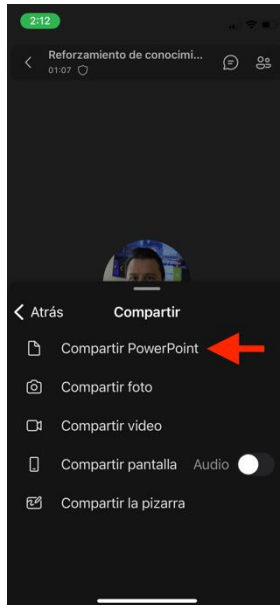 2:12
Reforzamiento de conocimi...
01:07
Atrás
Compartir
Compartir PowerPoint
Compartir foto
Compartir video
Compartir pantalla Audio
Compartir la pizarra